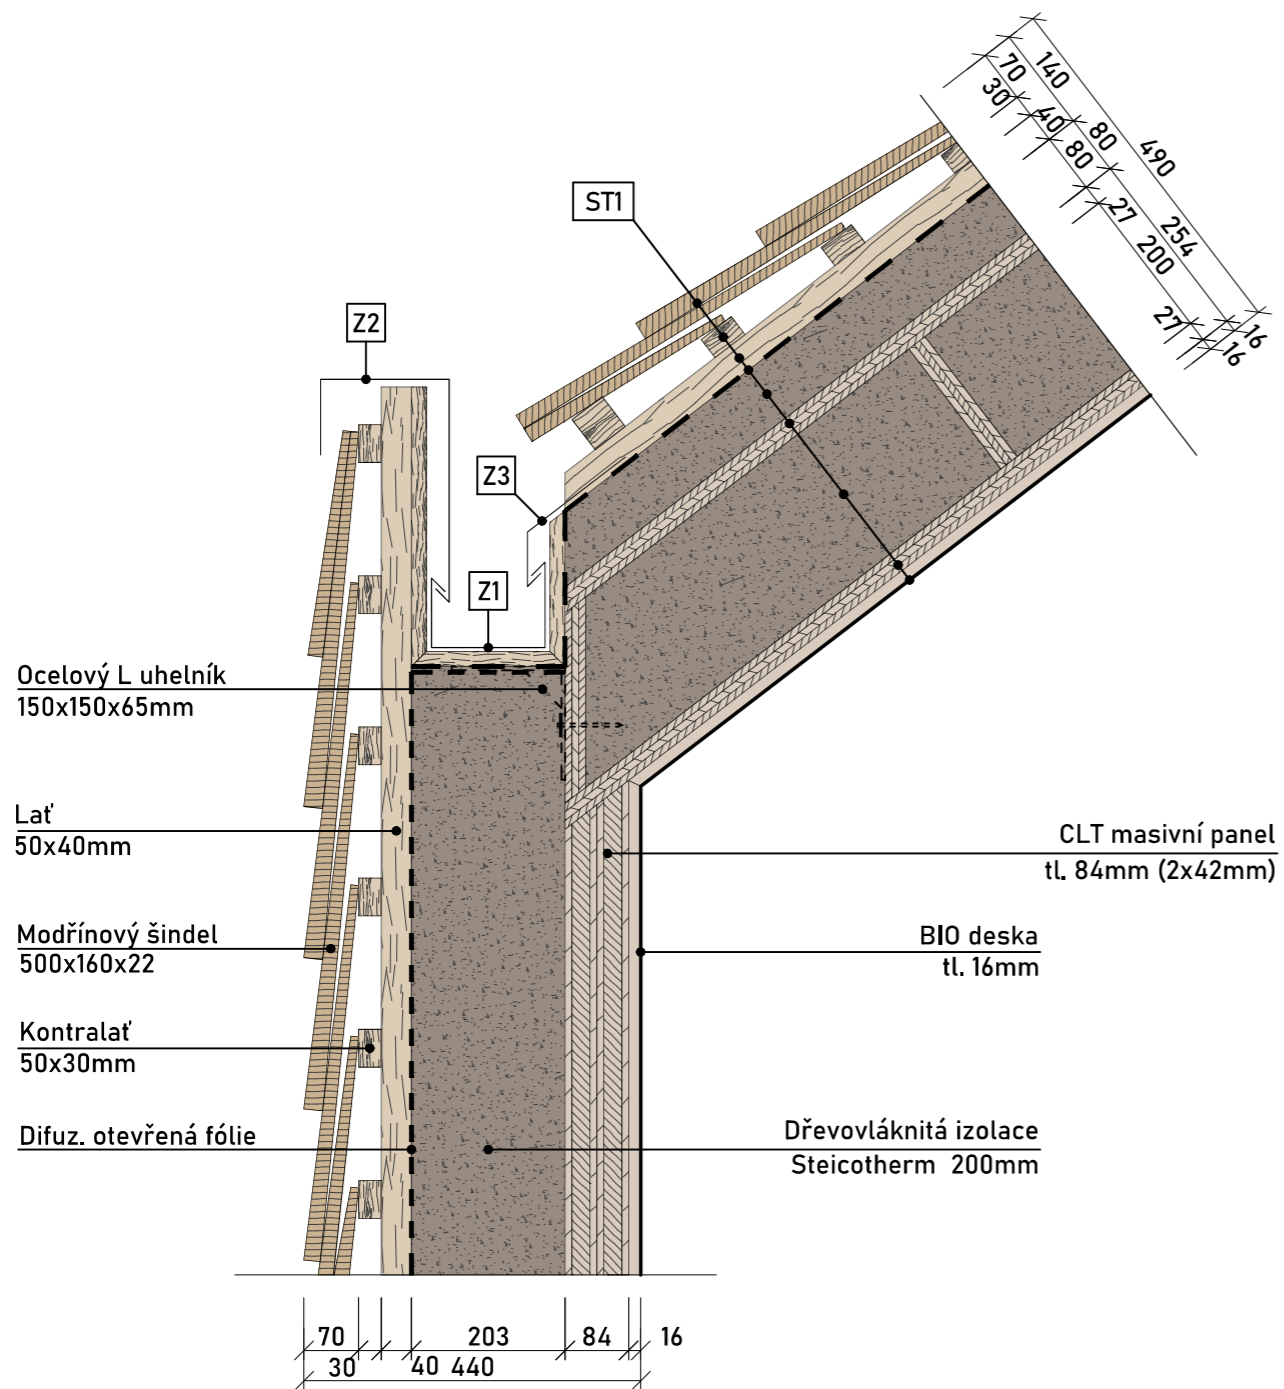 140
70
30
40
80
490
80
27
254
200
27
16
16
ST1
Z2
Z3
Z1
Ocelový L uhelník
150x150x65mm
Lať
50x40mm
CLT masivní panel
tl. 84mm (2x42mm)
Modřínový šindel
500x160x22
BIO deska
tl. 16mm
Kontralať
50x30mm
Difuz. otevřená fólie
Dřevovláknitá izolace
Steicotherm 200mm
70 203 84 16
30 40 440